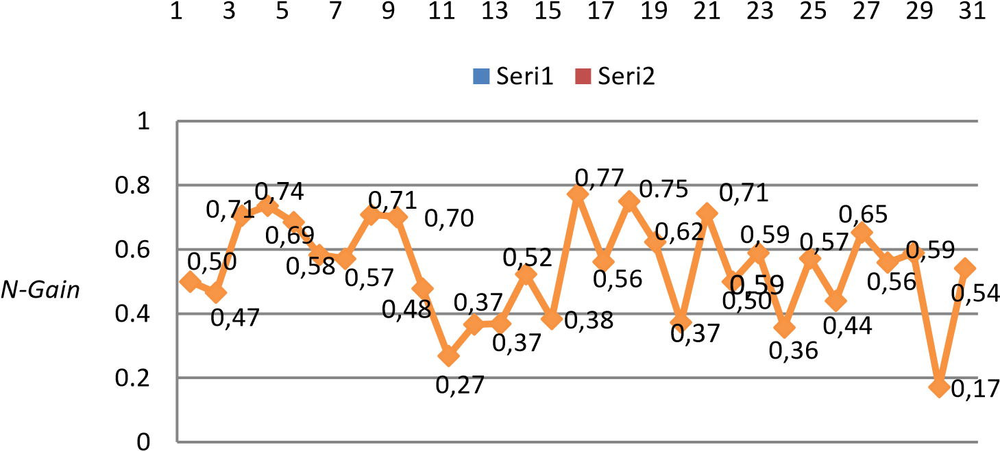 1 3 5 7 9 11 13 15 17 19 21 23 25 27 29 31
Seri1 Seri2
1
0,77
0.8 0,74 0.75
0,71 0,71 0,71
0,70 0,65
0,69 0,62 0,59 0,57 0,59
0.6
0,50 0,58 0,57 0,52 0,56 0,59 0,56
N-Gain 0,54
0,48 0,37 0,50
0.4 0,47 0,38 0,44
0,37 0,37 0,36
0.2 0,27 0,17
0